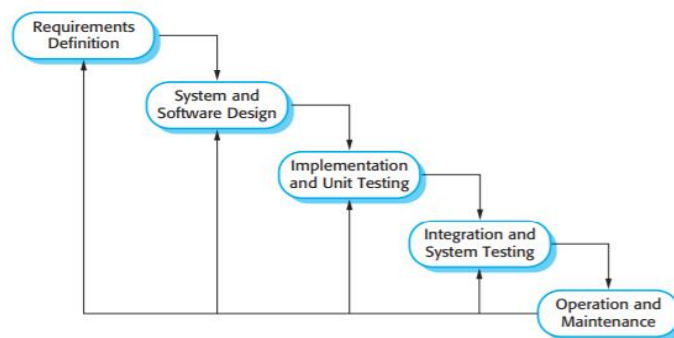 Requirements
Definition
System and
Software Design
Implementation
and Unit Testing
Integration and
System Testing
Operation and
Maintenance